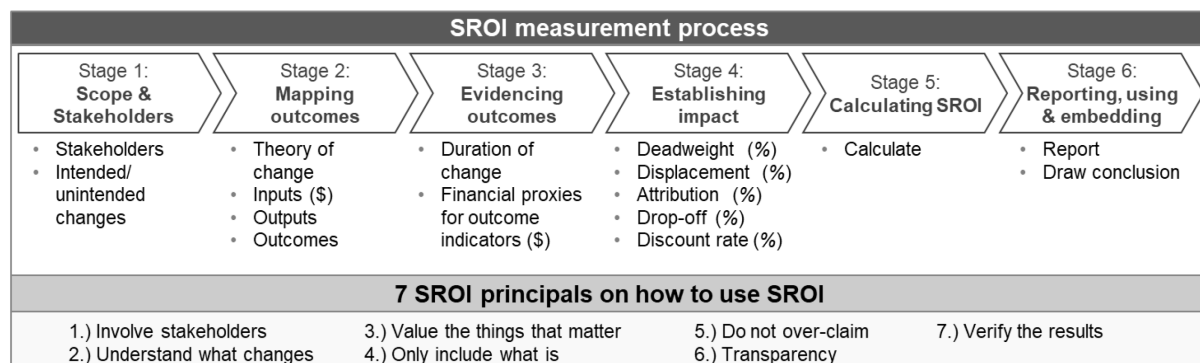 SROI measurement process
Stage 1:
Scope &
Stakeholders
• Stakeholders
• Intended/
unintended
changes
Stage 2:
Mapping
outcomes
• Theory of
change
• Inputs ($)
• Outputs
• Outcomes
Stage 3:
Evidencing
outcomes
• Duration of
change
• Financial proxies
for outcome
indicators ($)
Stage 4:
Establishing
impact
• Deadweight (%)
• Displacement (%)
• Attribution (%)
• Drop-off (%)
• Discount rate (%)
Stage 5:
Calculating SROI
• Calculate
Stage 6:
Reporting, using
& embedding
• Report
• Draw conclusion
7 SROI principals on how to use SROI
1.) Involve stakeholders
2.) Understand what changes
3.) Value the things that matter
4.) Only include what is
5.) Do not over-claim
6.) Transparency
7.) Verify the results